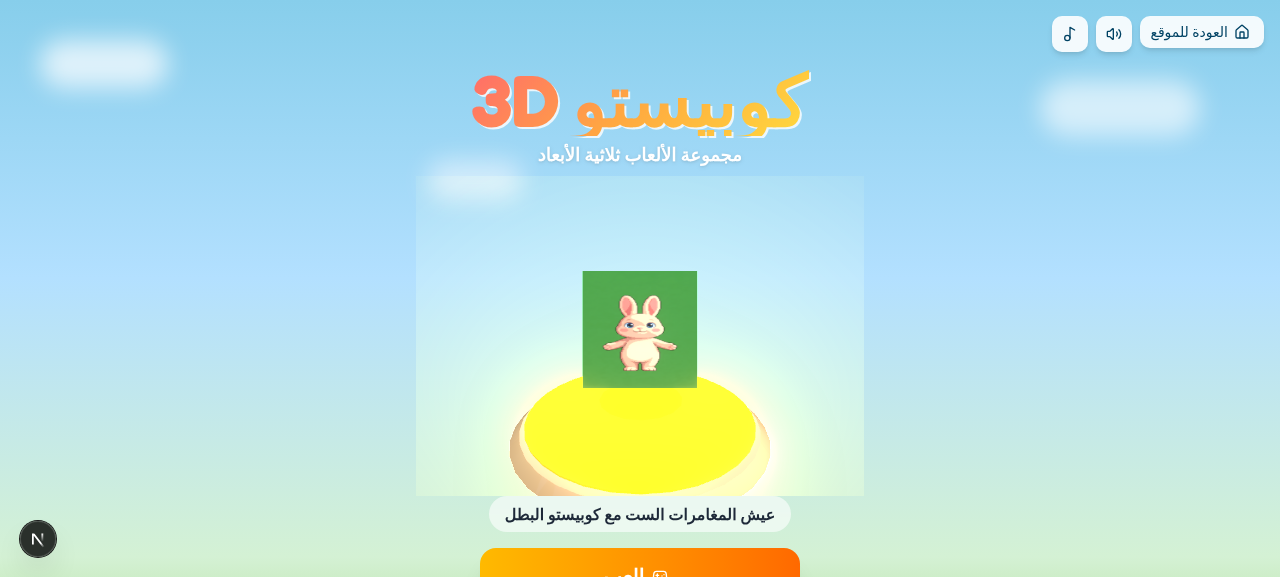 العودة للموقع
كوبيستو 3D
مجموعة الألعاب ثلاثية الأبعاد
عيش المغامرات الست مع كوبيستو البطل
N